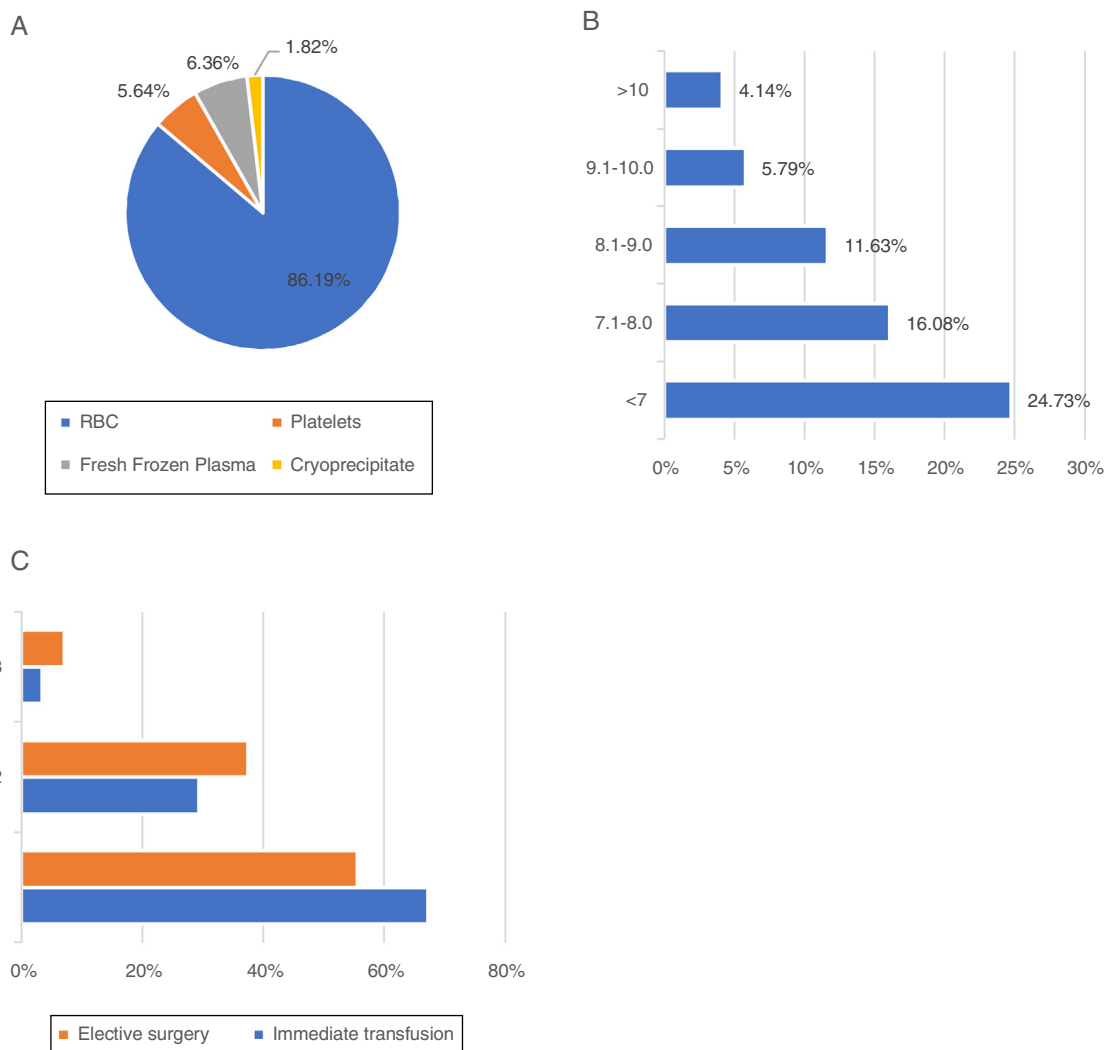 A
1.82%
6.36%
5.64%
86.19%
RBC
Platelets
Fresh Frozen Plasma
Cryoprecipitate
B
>10
4.14%
9.1-10.0
5.79%
8.1-9.0
11.63%
7.1-8.0
16.08%
<7
24.73%
0% 5% 10% 15% 20% 25% 30%
C
2
0% 20% 40% 60% 80%
Elective surgery Immediate transfusion